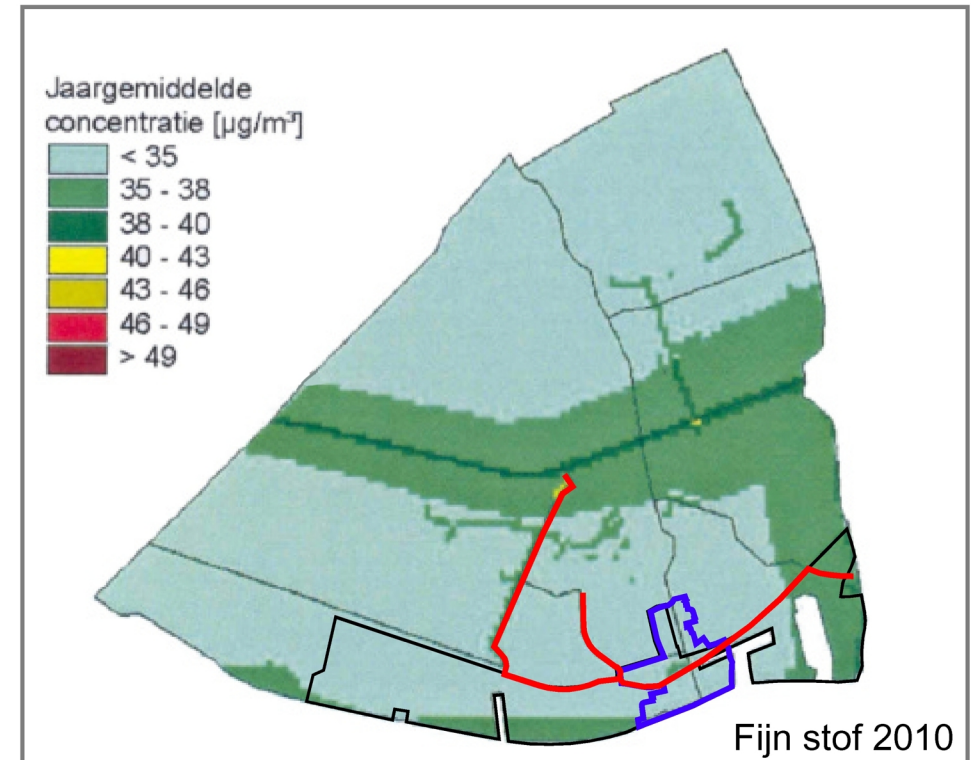 Jaargemiddelde
concentratie [µg/m³]
< 35
35 - 38
38 - 40
40 - 43
43 - 46
46 - 49
> 49
Fijn stof 2010